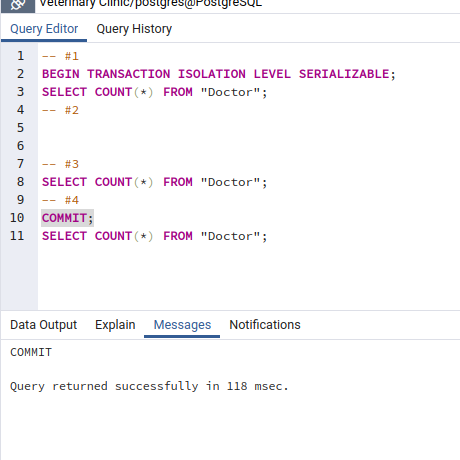 Veterinary Clinic/postgres@PostgreSQL
Query Editor Query History
1 -- #1
2 BEGIN TRANSACTION ISOLATION LEVEL SERIALIZABLE;
3 SELECT COUNT(*) FROM "Doctor";
4 -- #2
5
6
7 -- #3
8 SELECT COUNT(*) FROM "Doctor";
9 -- #4
10 COMMIT;
11 SELECT COUNT(*) FROM "Doctor";
Data Output Explain Messages Notifications
COMMIT
Query returned successfully in 118 msec.